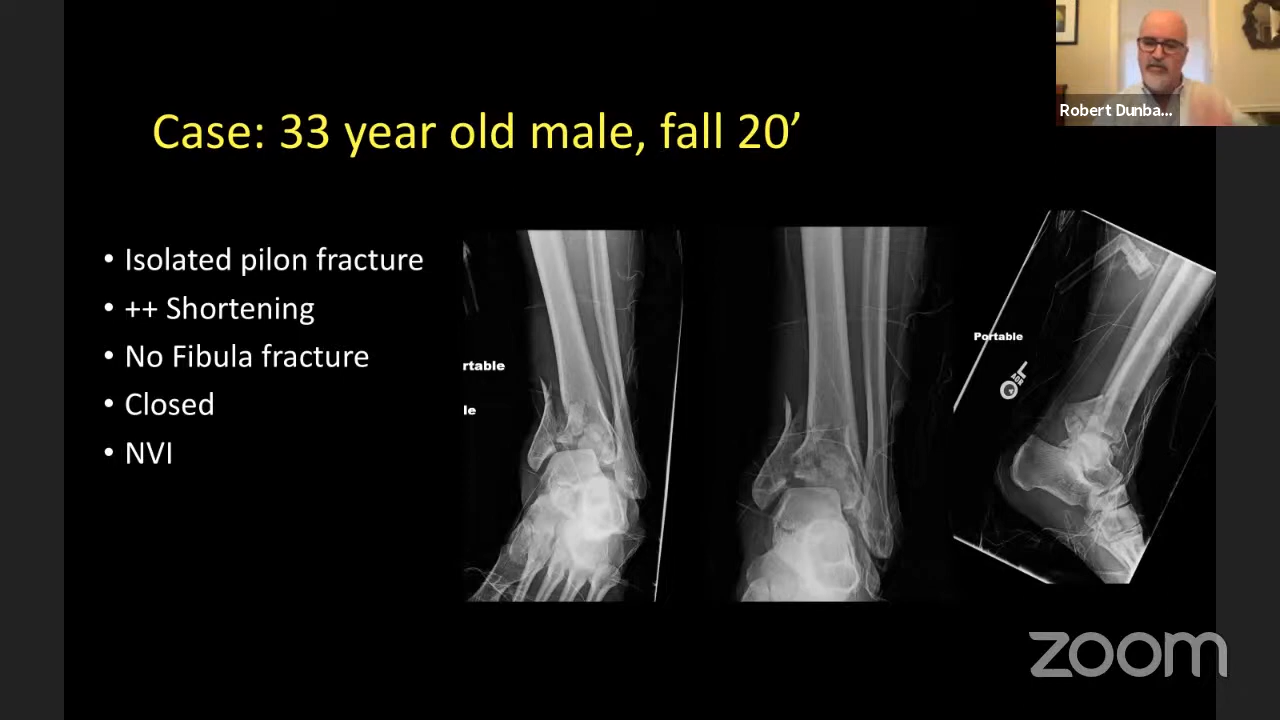 Robert Dunba...
Case: 33 year old male, fall 20’
• Isolated pilon fracture
• ++ Shortening
• No Fibula fracture
• Closed
• NVI
rtable
le
Portable
zoom